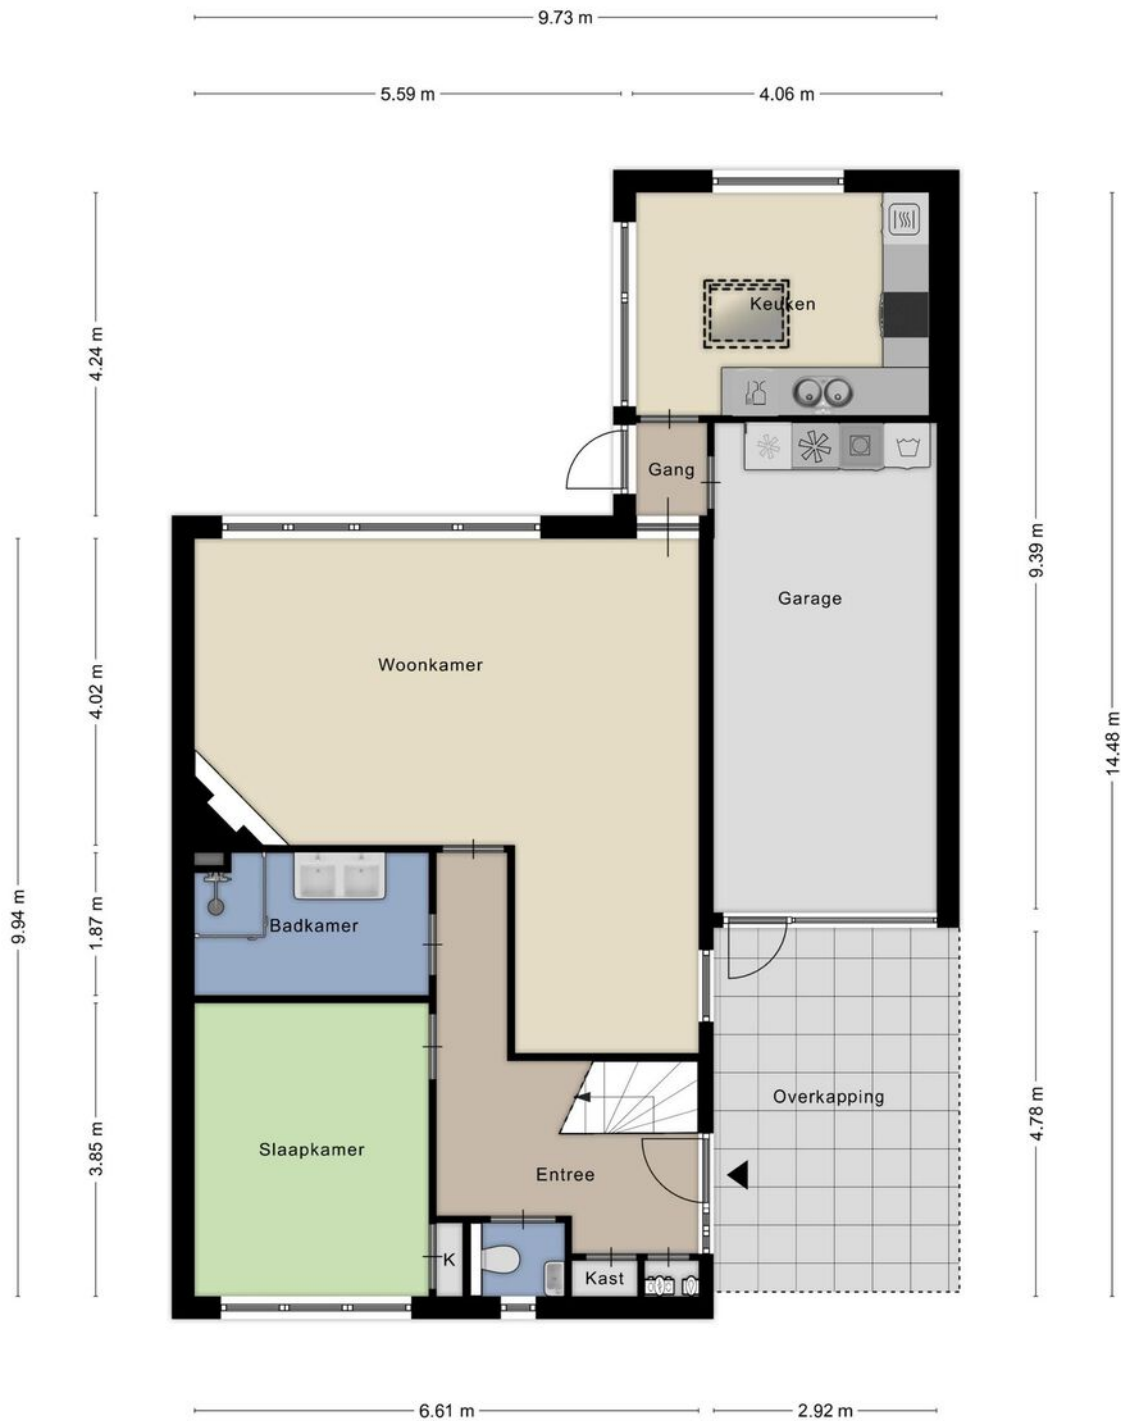 9.73 m
5.59 m
4.06 m
4.24 m
Keuken
Gang
9.39 m
Garage
Woonkamer
4.02 m
14.48 m
9.94 m
1.87 m
Badkamer
Overkapping
4.78 m
3.85 m
Slaapkamer
Entree
K
Kast
6.61 m
2.92 m